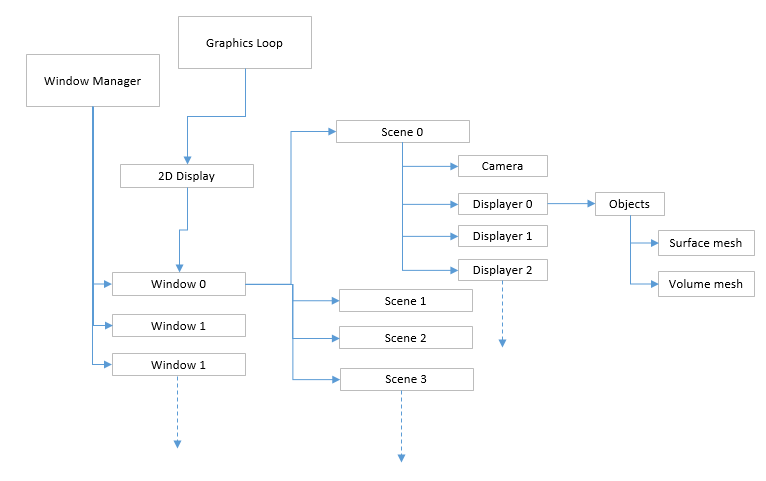 Graphics Loop
Window Manager
Scene 0
Camera
2D Display
Displayer 0
Objects
Displayer 1
Surface mesh
Displayer 2
Window 0
Volume mesh
Scene 1
Window 1
Scene 2
Window 1
Scene 3